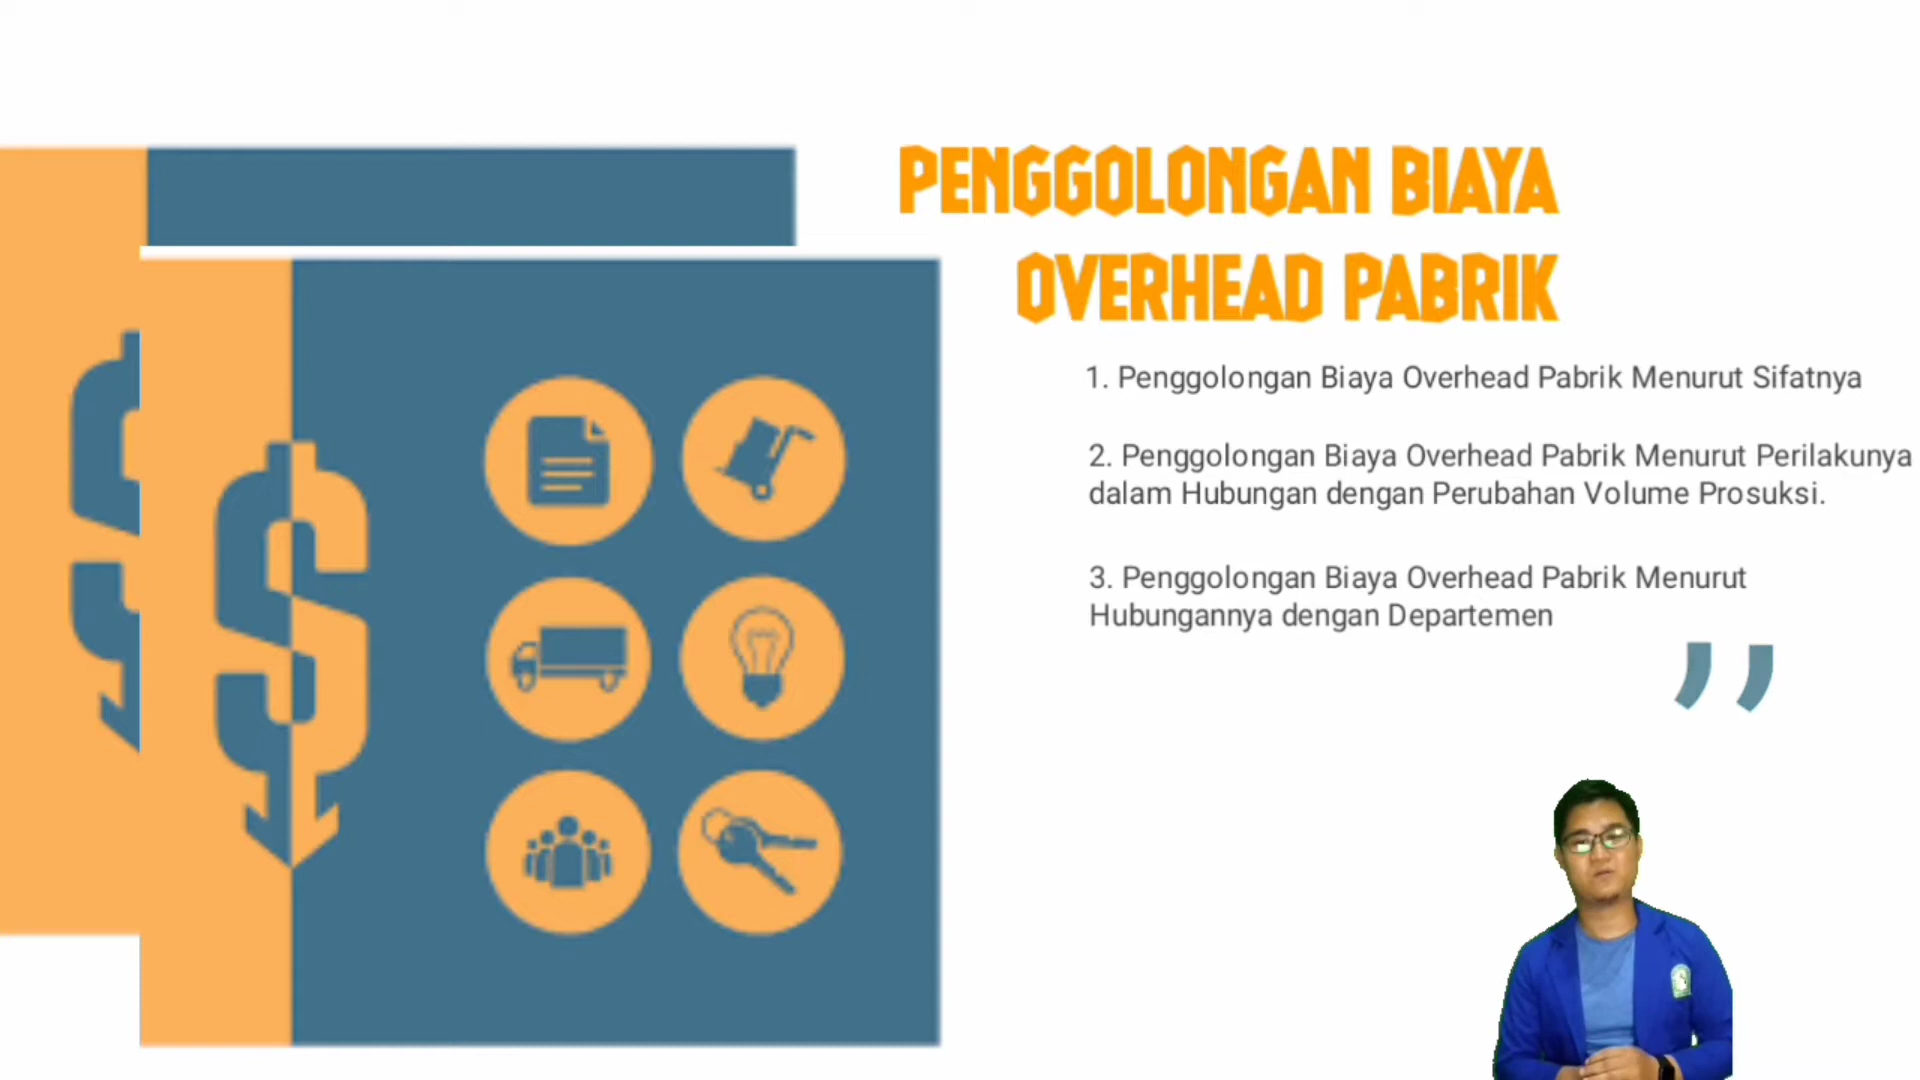 PENGGOLONGAN BIAYA
OVERHEAD PABRIK
1. Penggolongan Biaya Overhead Pabrik Menurut Sifatnya
2. Penggolongan Biaya Overhead Pabrik Menurut Perilakunya
dalam Hubungan dengan Perubahan Volume Prosuksi.
3. Penggolongan Biaya Overhead Pabrik Menurut
Hubungannya dengan Departemen